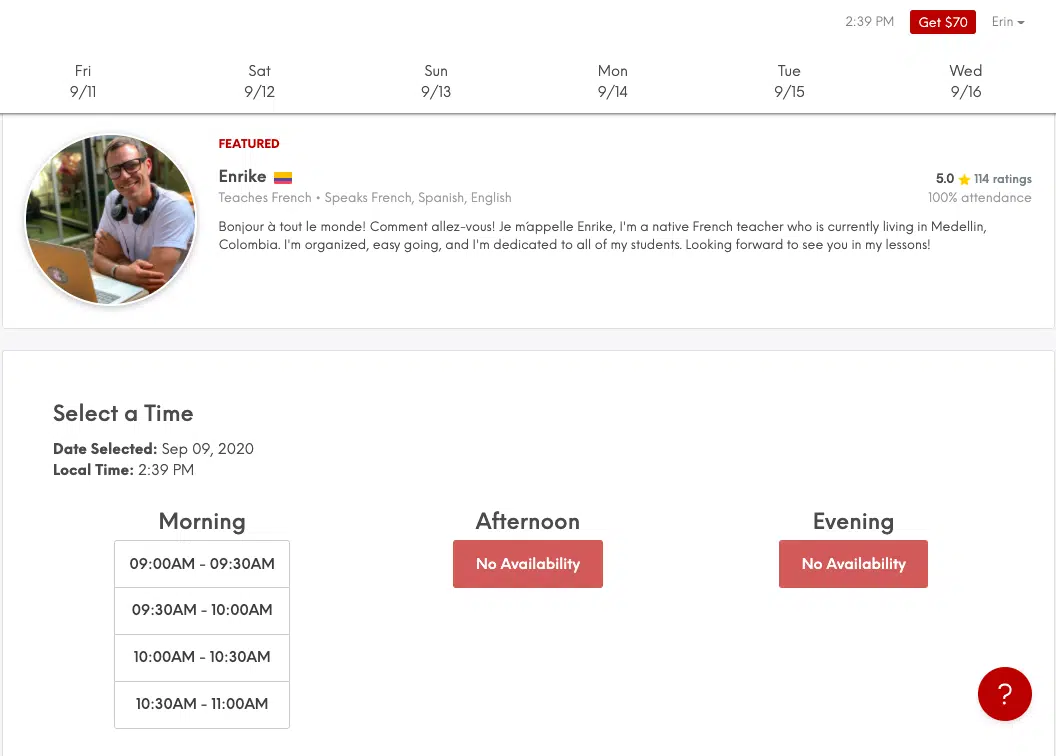 2:39 PM Get $70 Erin
Fri Sat Sun Mon Tue Wed
9/11 9/12 9/13 9/14 9/15 9/16
FEATURED
Enrike
5.0 114 ratings
Teaches French • Speaks French, Spanish, English
100% attendance
Bonjour à tout le monde! Comment allez-vous! Je m´appelle Enrike, I'm a native French teacher who is currently living in Medellin,
Colombia. I'm organized, easy going, and I'm dedicated to all of my students. Looking forward to see you in my lessons!
Select a Time
Date Selected: Sep 09, 2020
Local Time: 2:39 PM
Morning Afternoon Evening
09:00AM - 09:30AM No Availability No Availability
09:30AM - 10:00AM
10:00AM - 10:30AM
10:30AM - 11:00AM
?